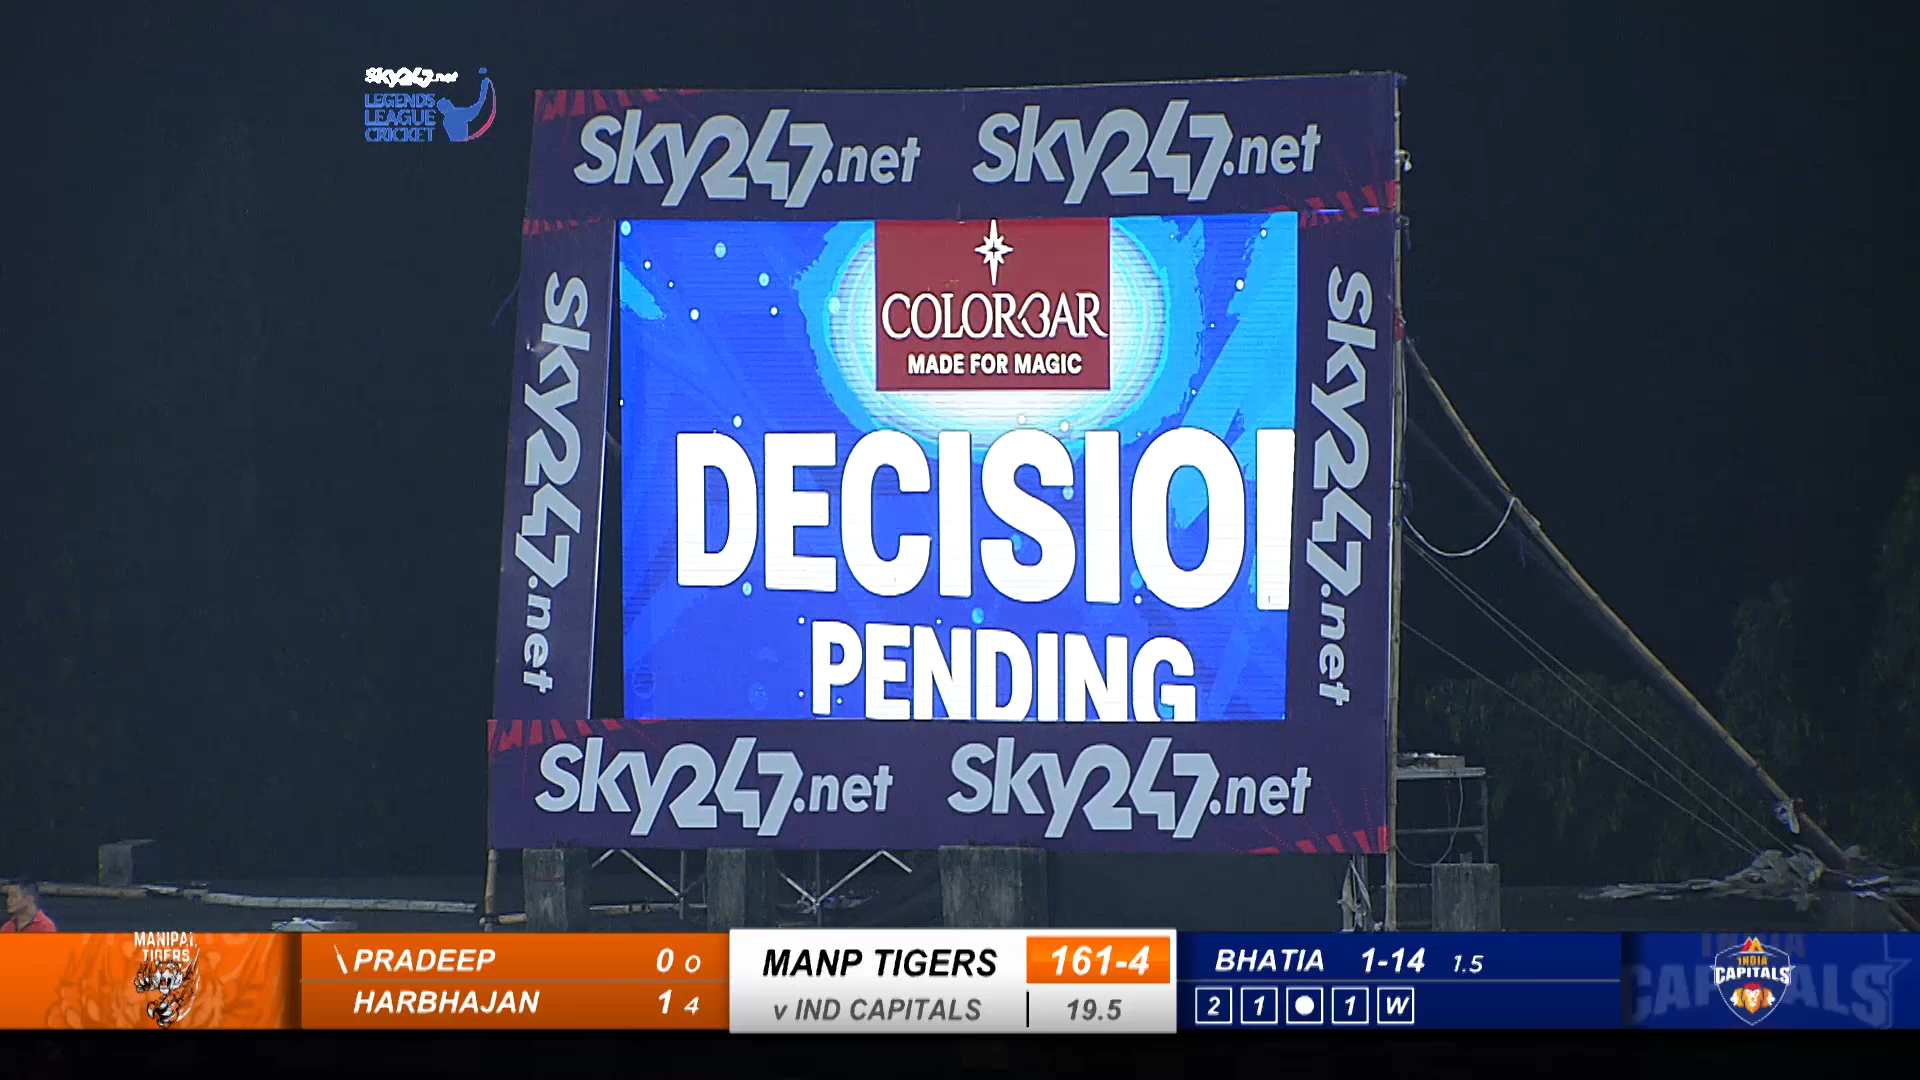 Sky247.net
LEGENDS
LEAGUE
CRICKET
Sky247.net Sky247.net
Sky247.net
Sky247.net
COLORBAR
MADE FOR MAGIC
DECISION
PENDING
Sky247.net Sky247.net
MANIPAL
TIGERS
PRADEEP 0 0
HARBHAJAN 1 4
MANP TIGERS 161-4
v IND CAPITALS 19.5
BHATIA 1-14 1.5
2 1 ● 1 W
INDIA
CAPITALS